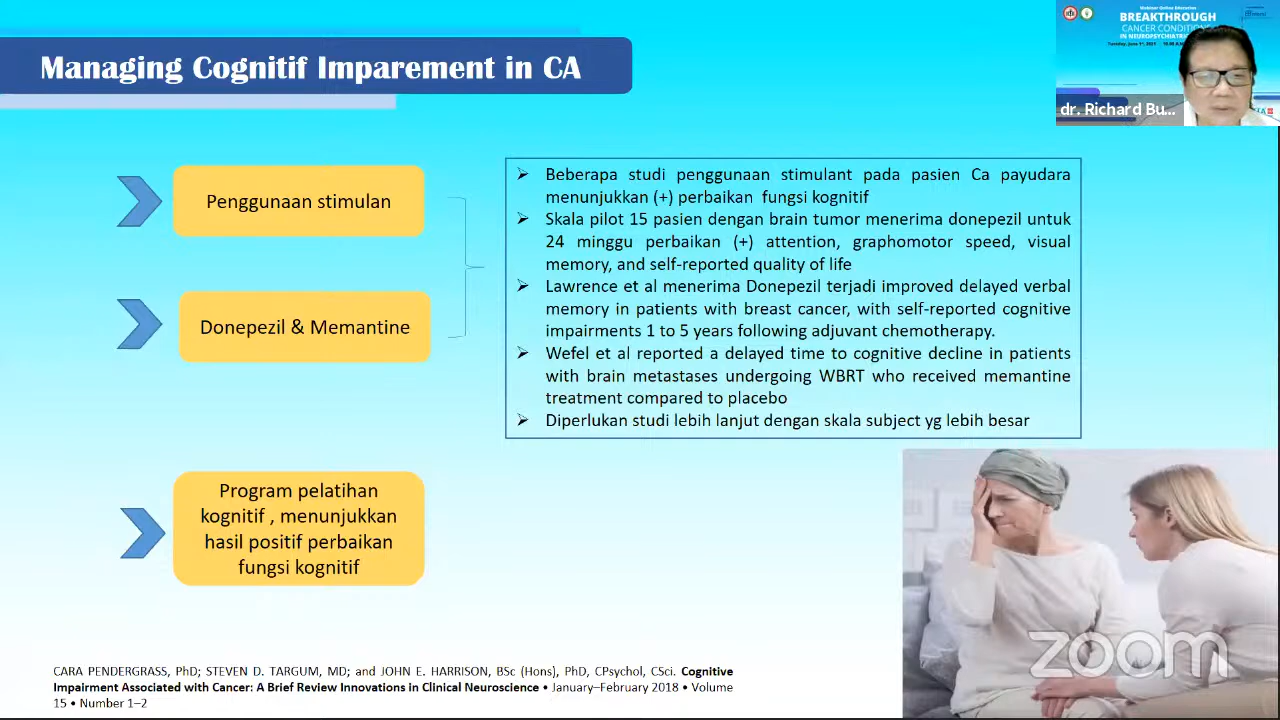 Managing Cognitif Imparement in CA
Webinar Online Education
BREAKTHROUGH
CANCER CONDITION
IN NEUROPSYCHIATR
dr. Richard Bu...
Penggunaan stimulan
Donepezil & Memantine
➢ Beberapa studi penggunaan stimulant pada pasien Ca payudara
menunjukkan (+) perbaikan fungsi kognitif
➢ Skala pilot 15 pasien dengan brain tumor menerima donepezil untuk
24 minggu perbaikan (+) attention, graphomotor speed, visual
memory, and self-reported quality of life
➢ Lawrence et al menerima Donepezil terjadi improved delayed verbal
memory in patients with breast cancer, with self-reported cognitive
impairments 1 to 5 years following adjuvant chemotherapy.
➢ Wefel et al reported a delayed time to cognitive decline in patients
with brain metastases undergoing WBRT who received memantine
treatment compared to placebo
➢ Diperlukan studi lebih lanjut dengan skala subject yg lebih besar
Program pelatihan
kognitif , menunjukkan
hasil positif perbaikan
fungsi kognitif
CARA PENDERGRASS, PhD; STEVEN D. TARGUM, MD; and JOHN E. HARRISON, BSc (Hons), PhD, CPsychol, CSci. Cognitive
Impairment Associated with Cancer: A Brief Review Innovations in Clinical Neuroscience • January–February 2018 • Volume
15 • Number 1–2
zoom